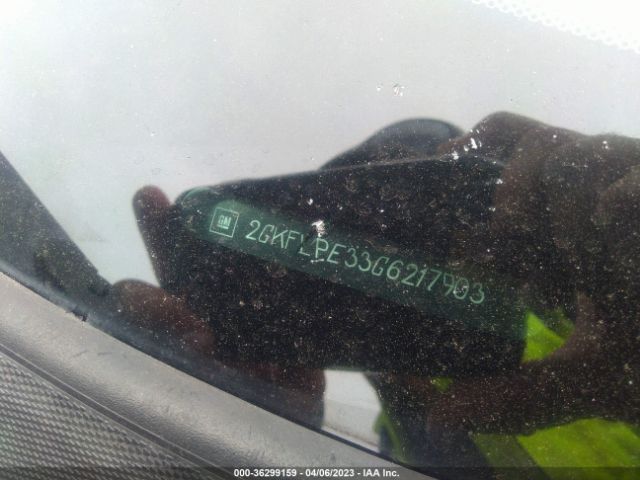 GM 2GKFLPE33G6217903
000-36299159 - 04/06/2023 - IAA Inc.